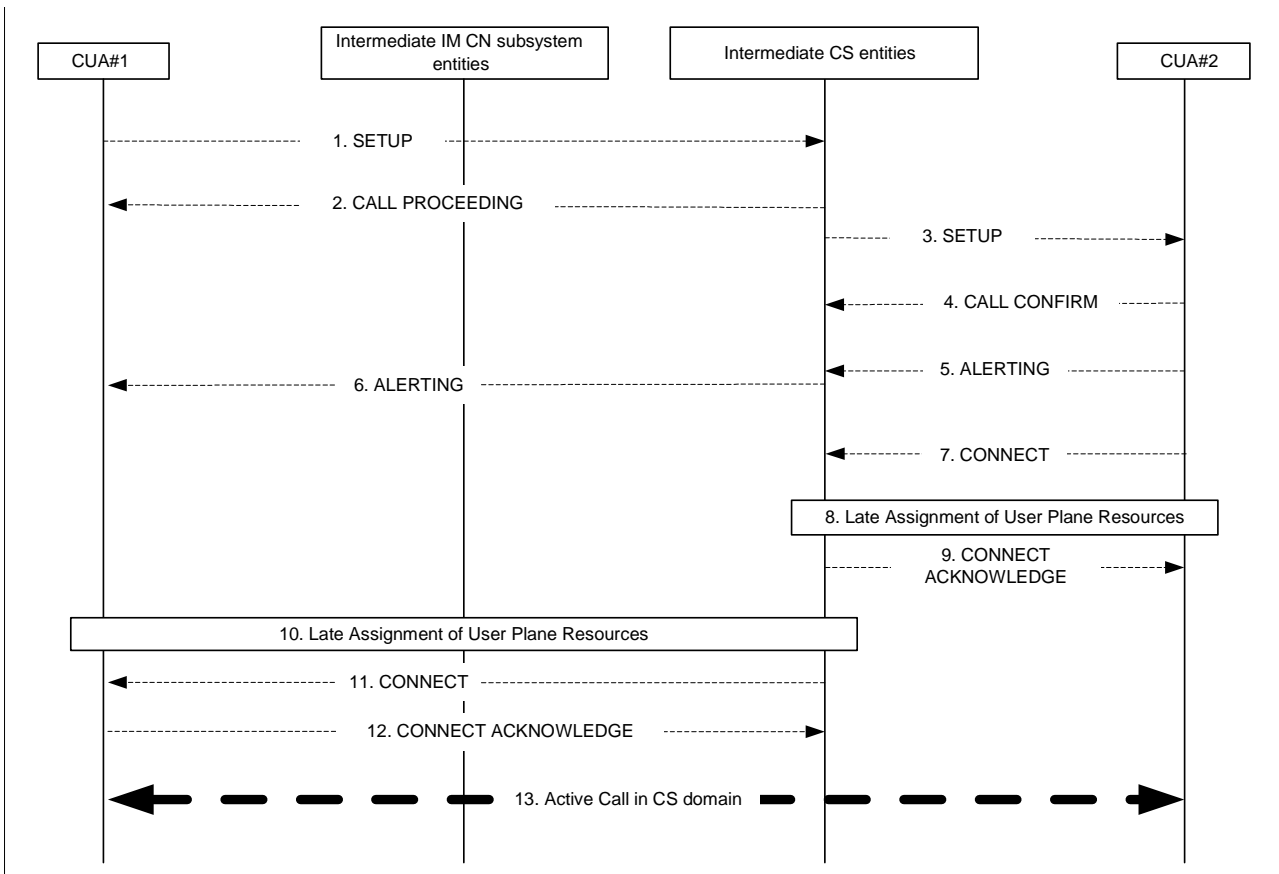 CUA#1
Intermediate IM CN subsystem
entities
Intermediate CS entities
CUA#2
1. SETUP
2. CALL PROCEEDING
3. SETUP
4. CALL CONFIRM
5. ALERTING
6. ALERTING
7. CONNECT
8. Late Assignment of User Plane Resources
9. CONNECT
ACKNOWLEDGE
10. Late Assignment of User Plane Resources
11. CONNECT
12. CONNECT ACKNOWLEDGE
13. Active Call in CS domain